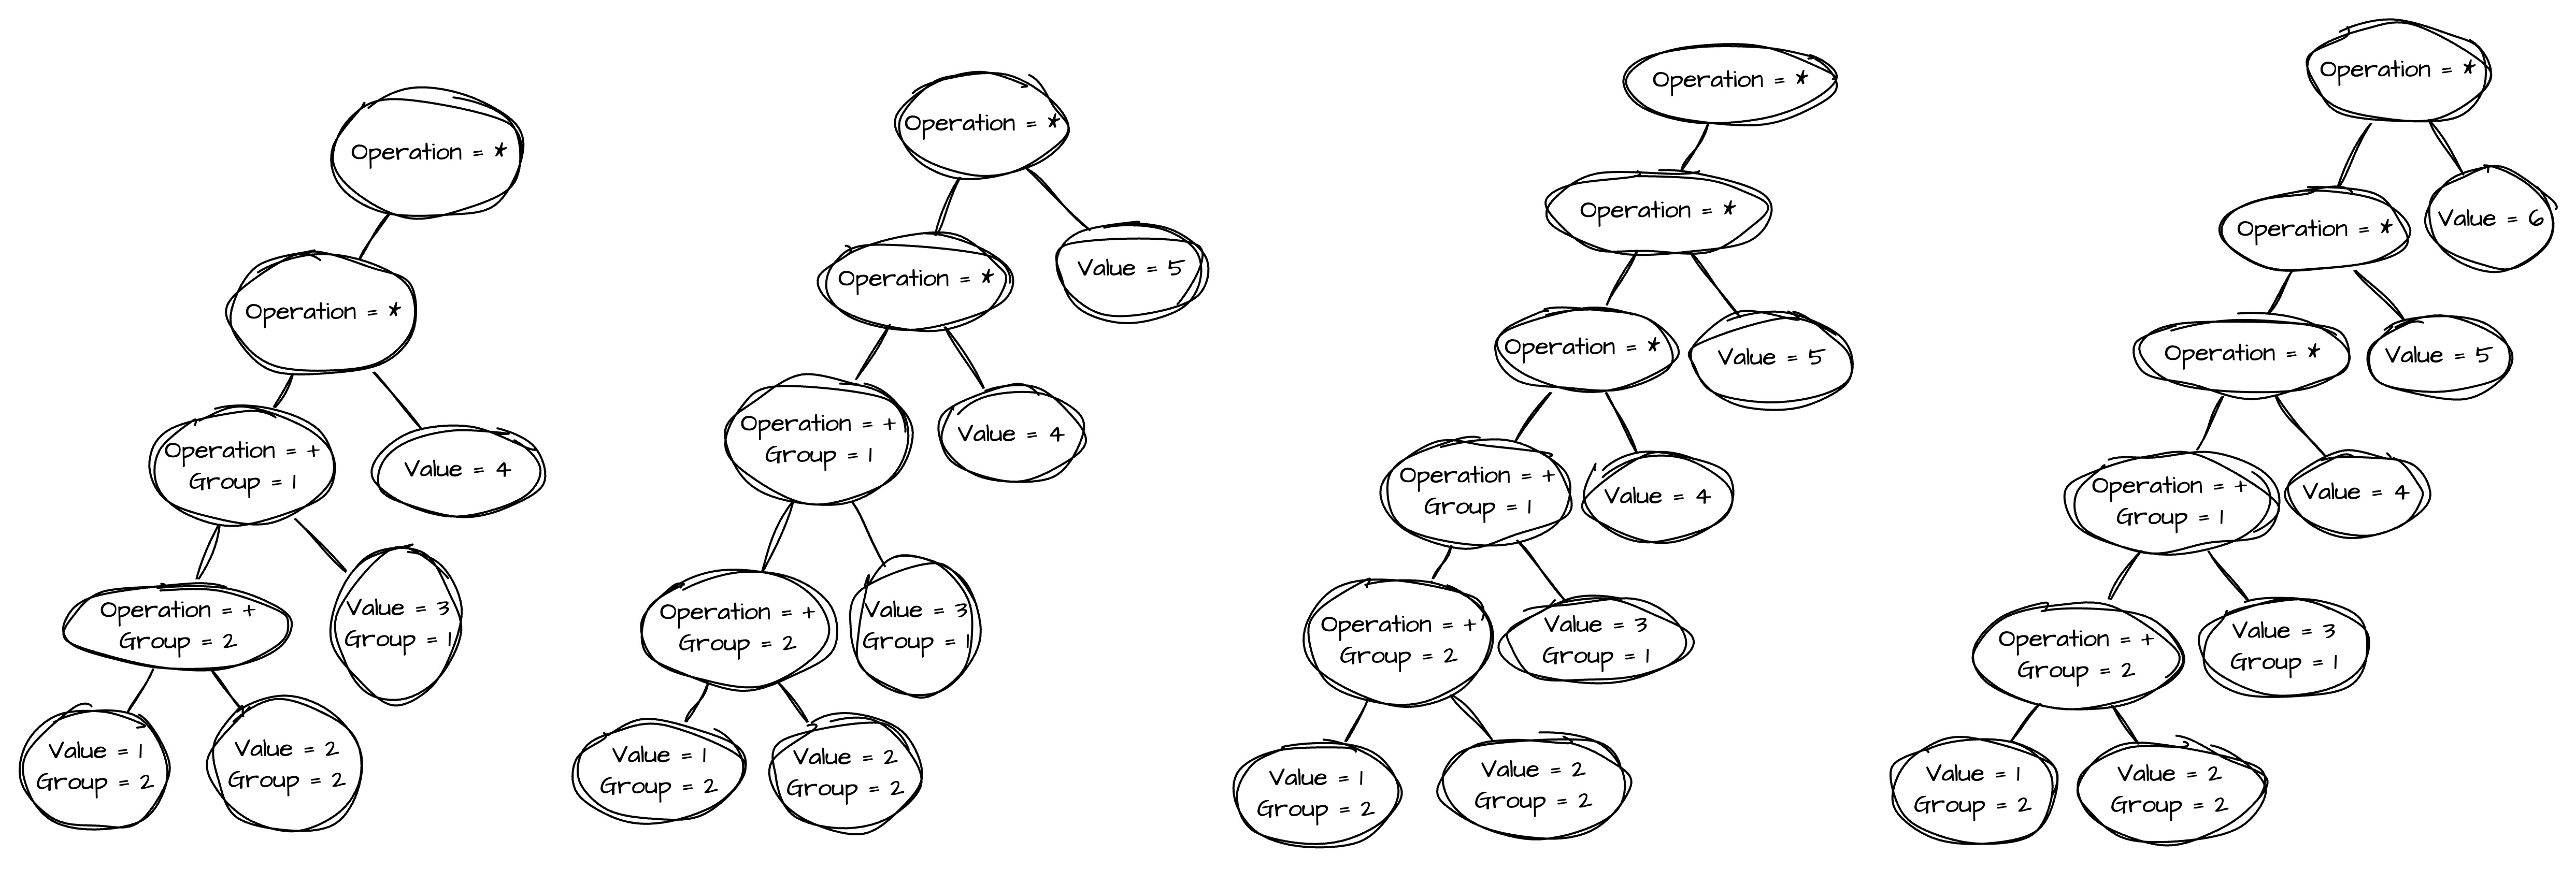 Operation = *
Operation = *
Operation = +
Group = 1
Value = 4
Operation = +
Group = 2
Value = 3
Group = 1
Value = 1
Group = 2
Value = 2
Group = 2
Operation = *
Operation = *
Value = 5
Operation = +
Group = 1
Value = 4
Operation = +
Group = 2
Value = 3
Group = 1
Value = 1
Group = 2
Value = 2
Group = 2
Operation = *
Operation = *
Operation = *
Value = 5
Operation = +
Group = 1
Value = 4
Operation = +
Group = 2
Value = 3
Group = 1
Value = 1
Group = 2
Value = 2
Group = 2
Operation = *
Operation = *
Value = 6
Operation = *
Value = 5
Operation = +
Group = 1
Value = 4
Operation = +
Group = 2
Value = 3
Group = 1
Value = 1
Group = 2
Value = 2
Group = 2